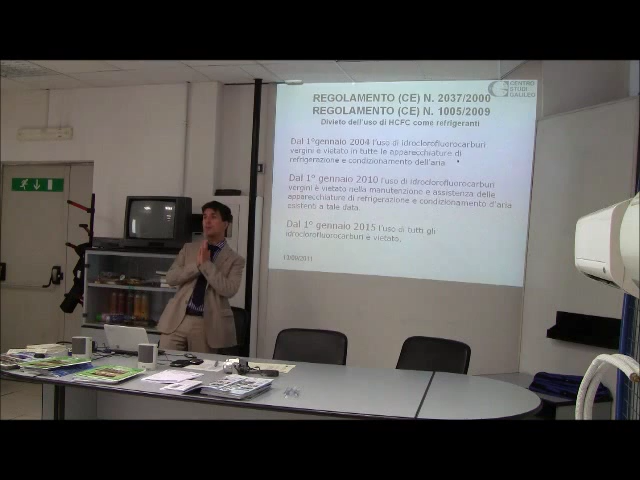 REGOLAMENTO (CE) N. 2037/2000
REGOLAMENTO (CE) N. 1005/2009
Divieto dell'uso di HCFC come refrigeranti
CENTRO
STUDI
GALILEO
Dal 1°gennaio 2004 l'uso di idroclorofluorocarburi
vergini è vietato in tutte le apparecchiature di
refrigerazione e condizionamento dell'aria
Dal 1° gennaio 2010 l'uso di idroclorofluorocarburi
vergini è vietato nella manutenzione e assistenza delle
apparecchiature di refrigerazione e condizionamento d'aria
esistenti a tale data.
Dal 1° gennaio 2015 l'uso di tutti gli
idroclorofluorocarburi è vietato.
13/09/2011